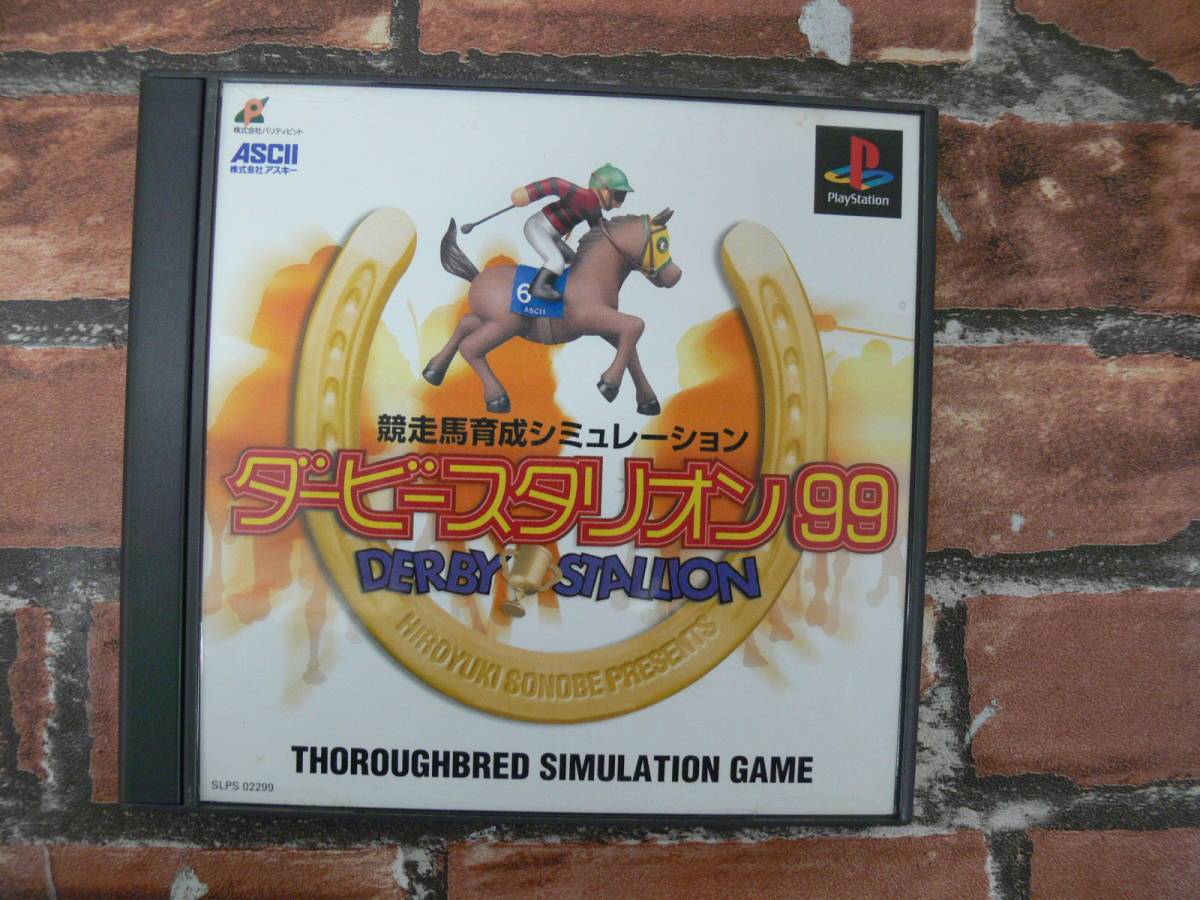 株式会社パリティビット
ASCII
株式会社アスキー
PlayStation
6
ASCII
競走馬育成シミュレーション
ダービースタリオン99
DERBY STALLION
HIROYUKI SONOBE PRESENTS
THOROUGHBRED SIMULATION GAME
SLPS 02299